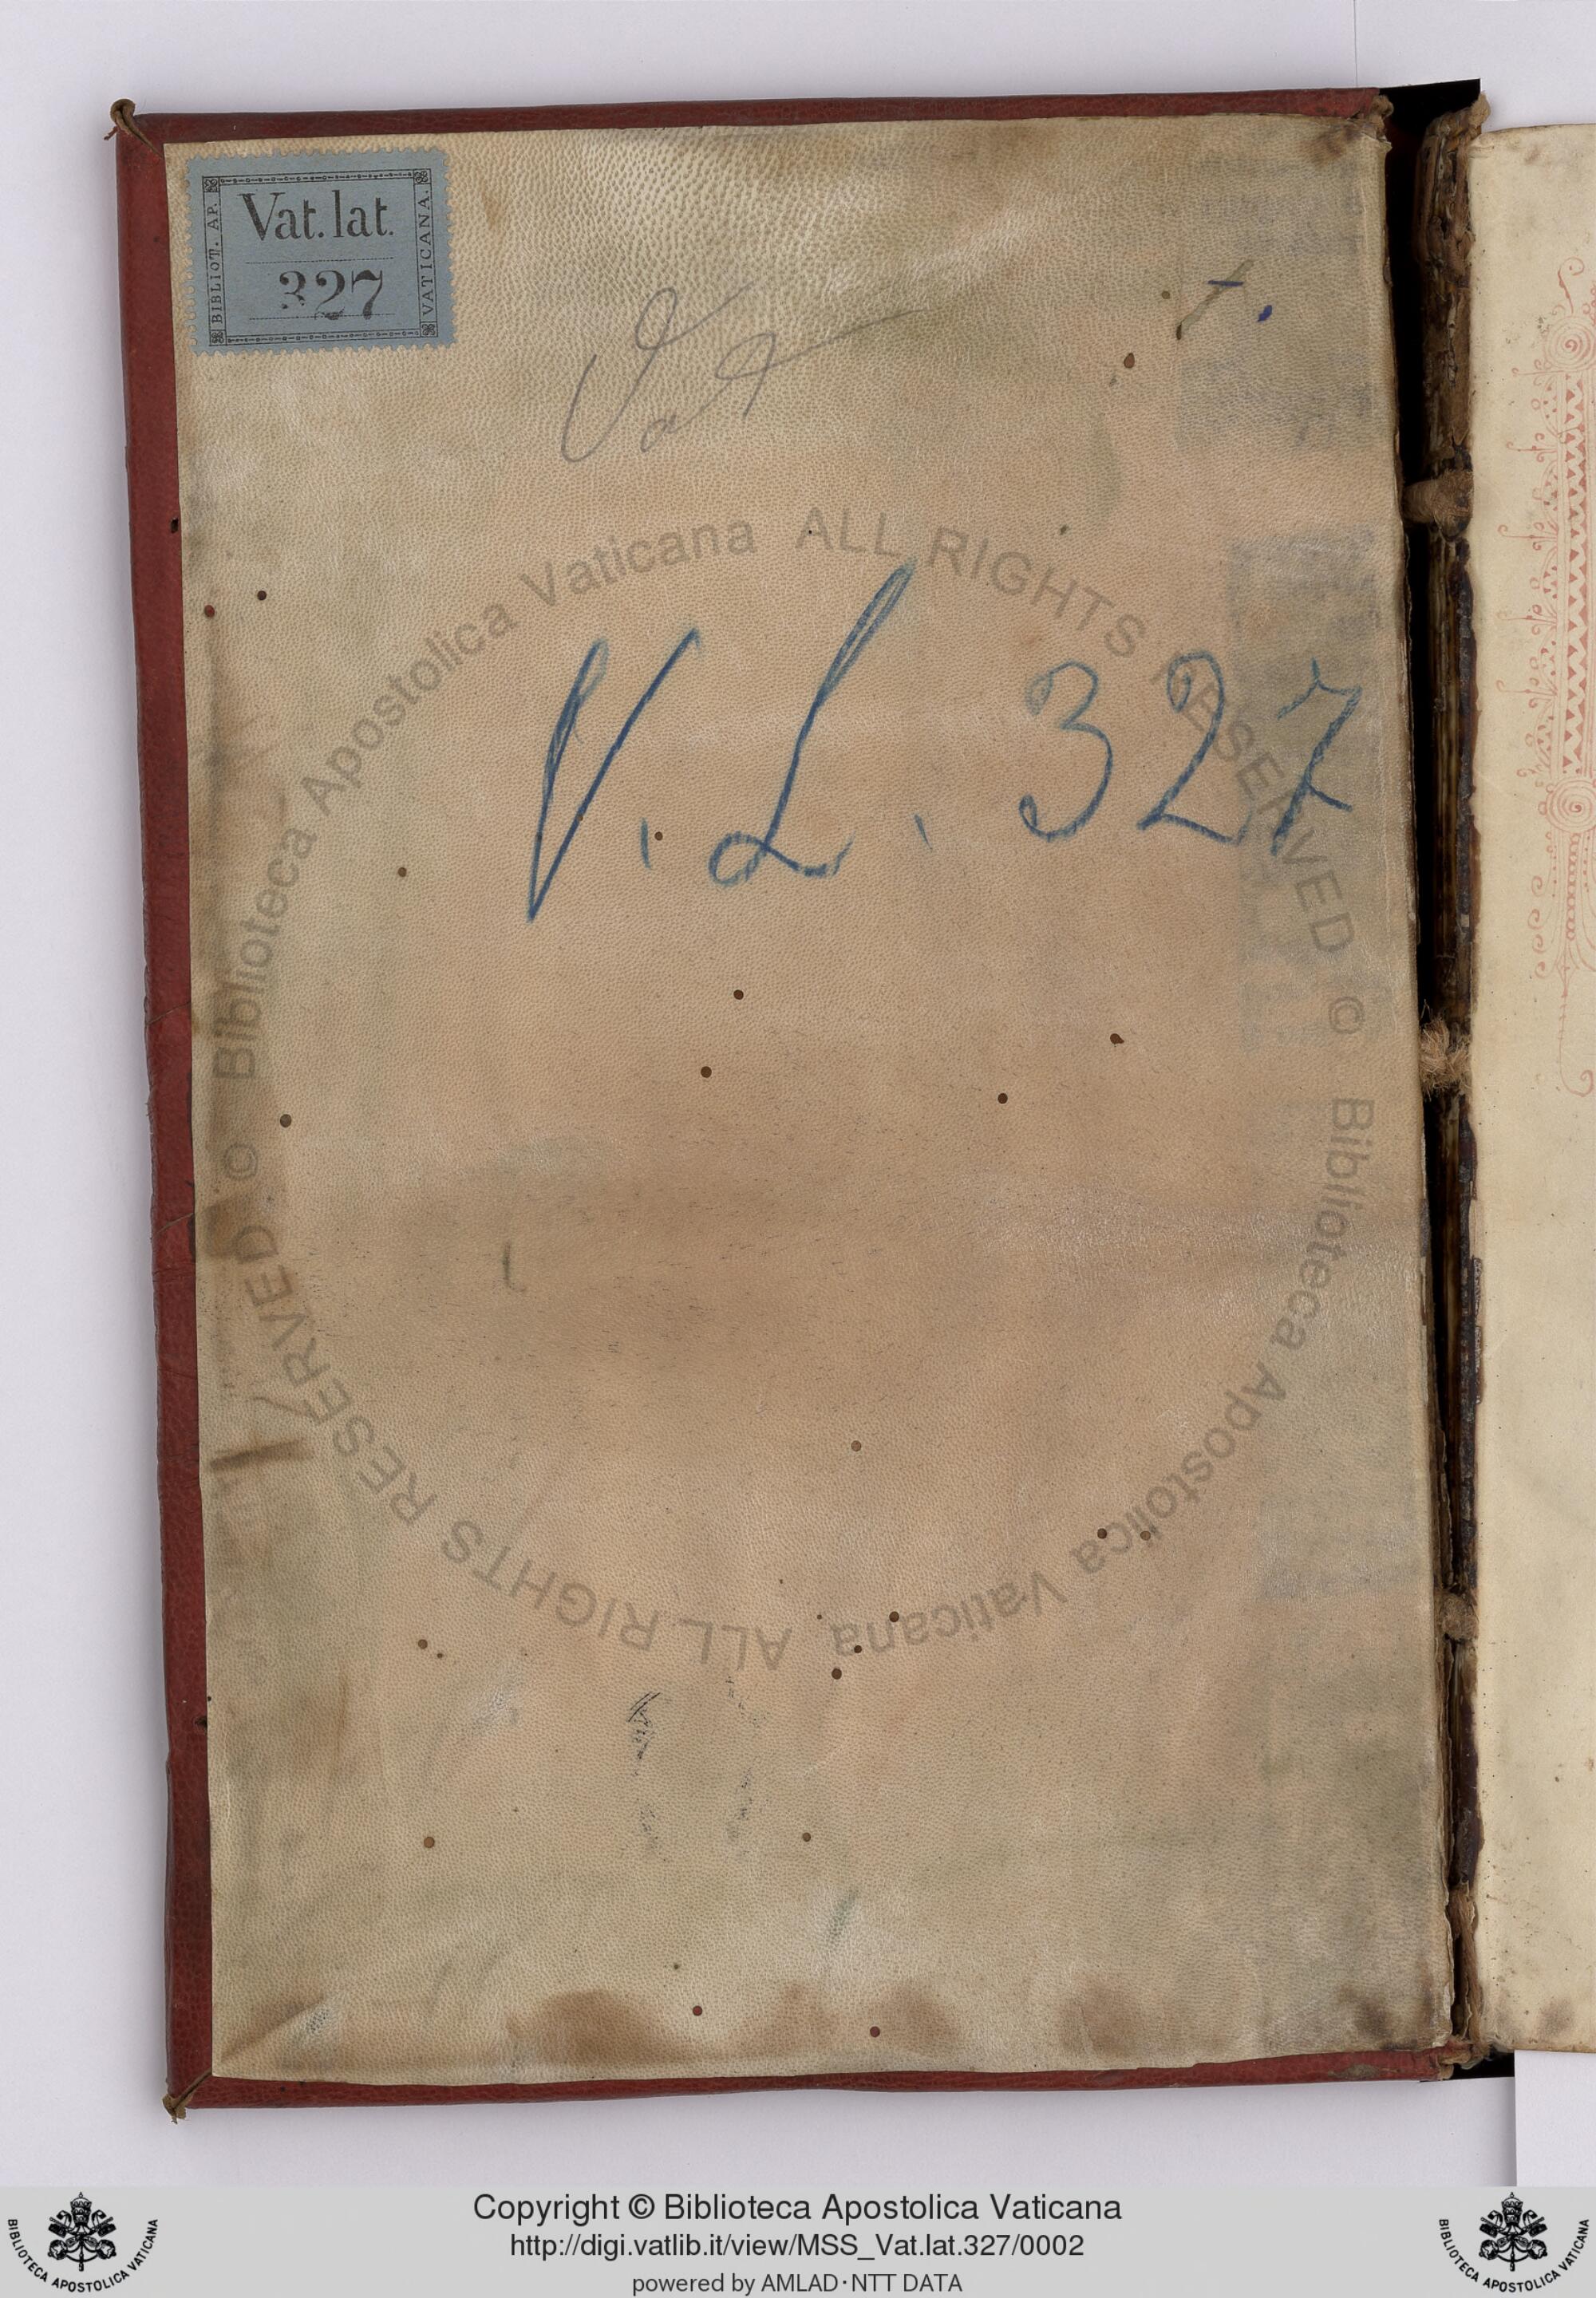 Vat. lat.
327
BIBLIOT. AP.
VATICANA.
Vat
V. L. 327
© Biblioteca Apostolica Vaticana ALL RIGHTS RESERVED
© Biblioteca Apostolica Vaticana ALL RIGHTS RESERVED
Copyright © Biblioteca Apostolica Vaticana
http://digi.vatlib.it/view/MSS_Vat.lat.327/0002
powered by AMLAD·NTT DATA
BIBLIOTECA APOSTOLICA VATICANA
BIBLIOTECA APOSTOLICA VATICANA